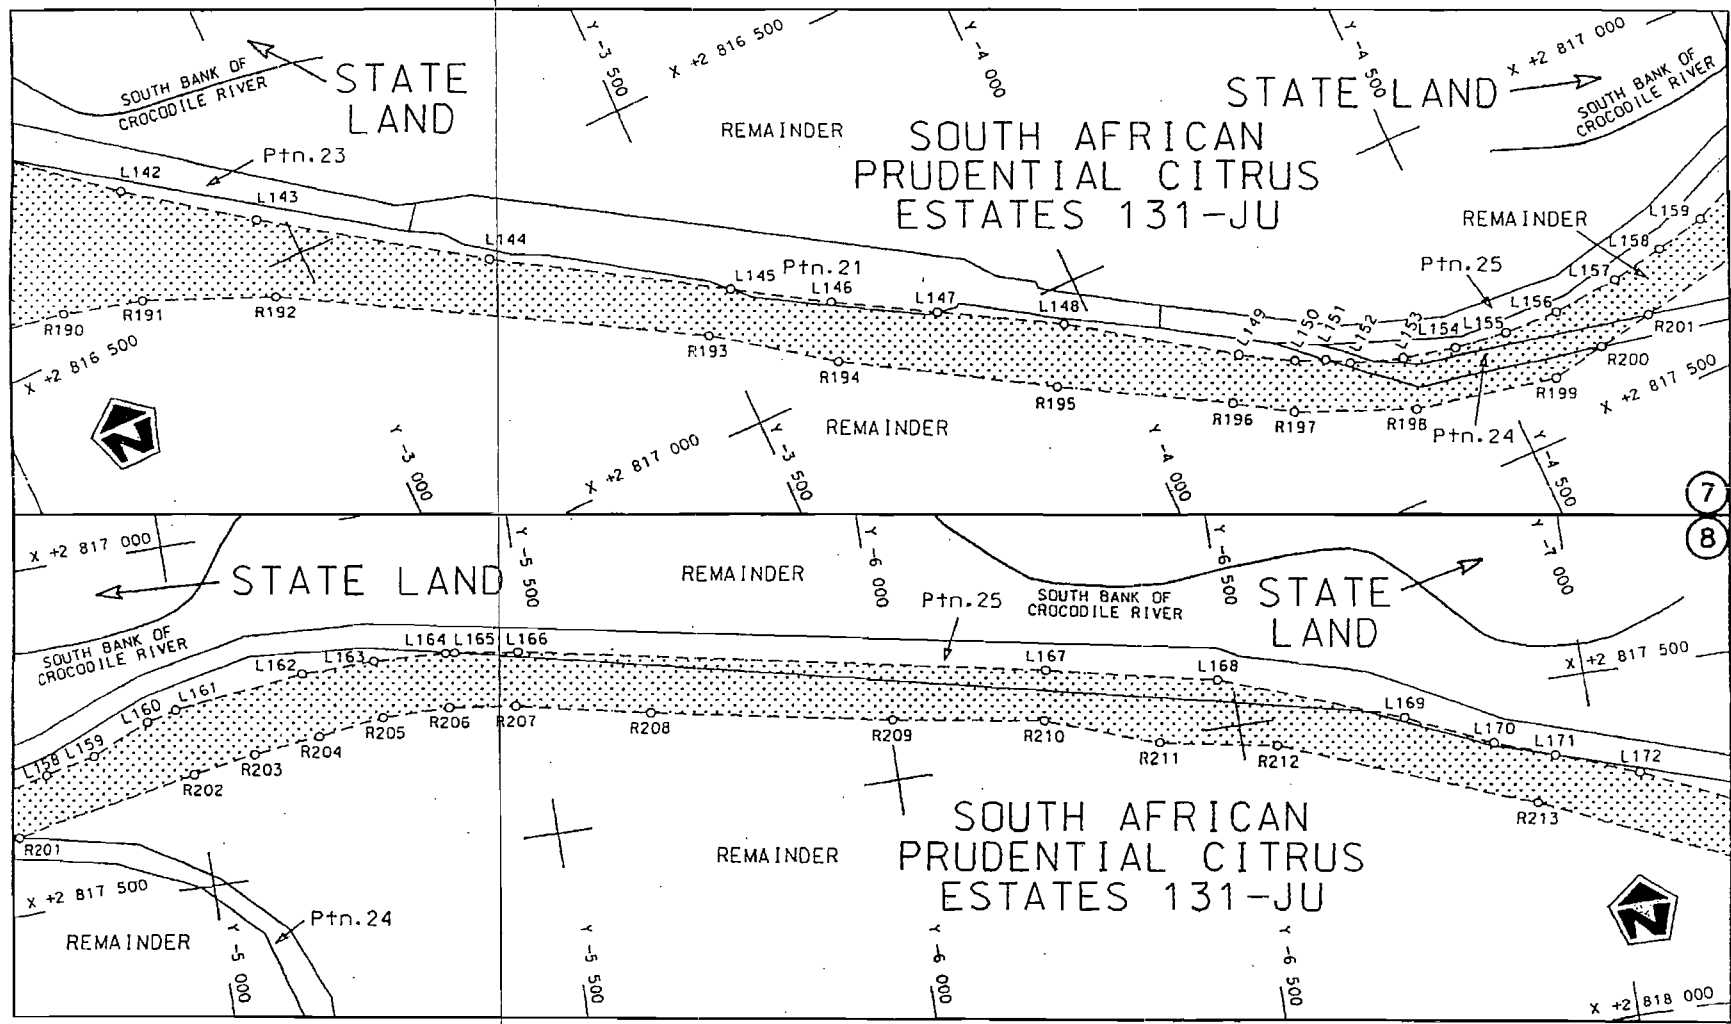 Y -3 500
X +2 816 500
Y -4 000
Y -4 500
X +2 817 000
SOUTH BANK OF
CROCODILE RIVER
STATE
LAND
REMAINDER
SOUTH AFRICAN
PRUDENTIAL CITRUS
ESTATES 131-JU
STATE LAND
SOUTH BANK OF
CROCODILE RIVER
Ptn.23
L142
L143
L144
L145
Ptn.21
L146
L147
L148
L149
L150
L151
L152
L153
L154
L155
L156
L157
L158
L159
REMAINDER
Ptn.25
R190
R191
R192
R193
R194
R195
R196
R197
R198
R199
R200
R201
X +2 816 500
N
Y -3 000
X +2 817 000
Y -3 500
REMAINDER
Y -4 000
Ptn.24
Y -4 500
X +2 817 500
7
8
X +2 817 000
STATE LAND
Y -5 500
REMAINDER
Y -6 000
Ptn.25
SOUTH BANK OF
CROCODILE RIVER
Y -6 500
STATE
LAND
Y -7 000
X +2 817 500
SOUTH BANK OF
CROCODILE RIVER
L158
L159
L160
L161
L162
L163
L164
L165
L166
L167
L168
L169
L170
L171
L172
R201
R202
R203
R204
R205
R206
R207
R208
R209
R210
R211
R212
R213
X +2 817 500
REMAINDER
Ptn.24
Y -5 000
REMAINDER
SOUTH AFRICAN
PRUDENTIAL CITRUS
ESTATES 131-JU
Y -5 500
Y -6 000
Y -6 500
N
X +2 818 000